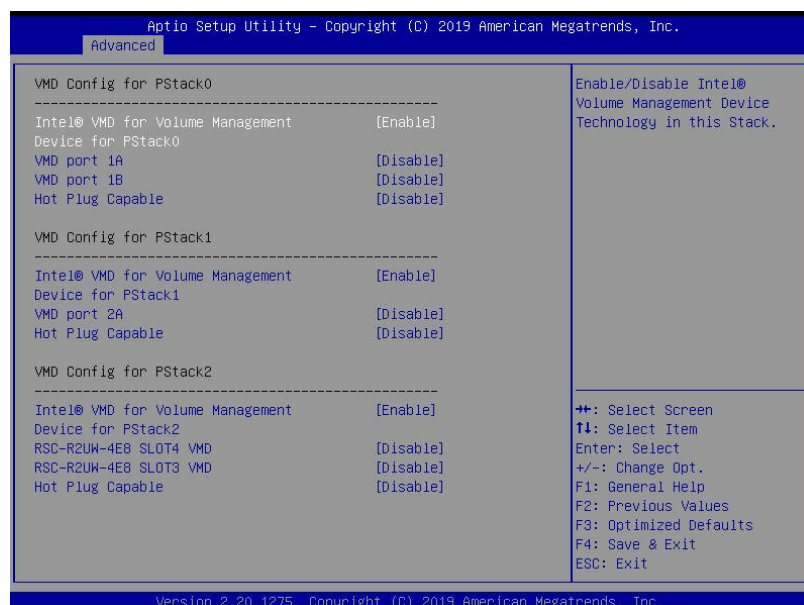 Aptio Setup Utility – Copyright (C) 2019 American Megatrends, Inc.
Advanced
VMD Config for PStack0
Intel® VMD for Volume Management [Enable]
Device for PStack0
VMD port 1A [Disable]
VMD port 1B [Disable]
Hot Plug Capable [Disable]
VMD Config for PStack1
Intel® VMD for Volume Management [Enable]
Device for PStack1
VMD port 2A [Disable]
Hot Plug Capable [Disable]
VMD Config for PStack2
Intel® VMD for Volume Management [Enable]
Device for PStack2
RSC-R2UW-4E8 SLOT4 VMD [Disable]
RSC-R2UW-4E8 SLOT3 VMD [Disable]
Hot Plug Capable [Disable]
Enable/Disable Intel®
Volume Management Device
Technology in this Stack.
→←: Select Screen
↑↓: Select Item
Enter: Select
+/-: Change Opt.
F1: General Help
F2: Previous Values
F3: Optimized Defaults
F4: Save & Exit
ESC: Exit
Version 2.20.1275. Copyright (C) 2019 American Megatrends, Inc.